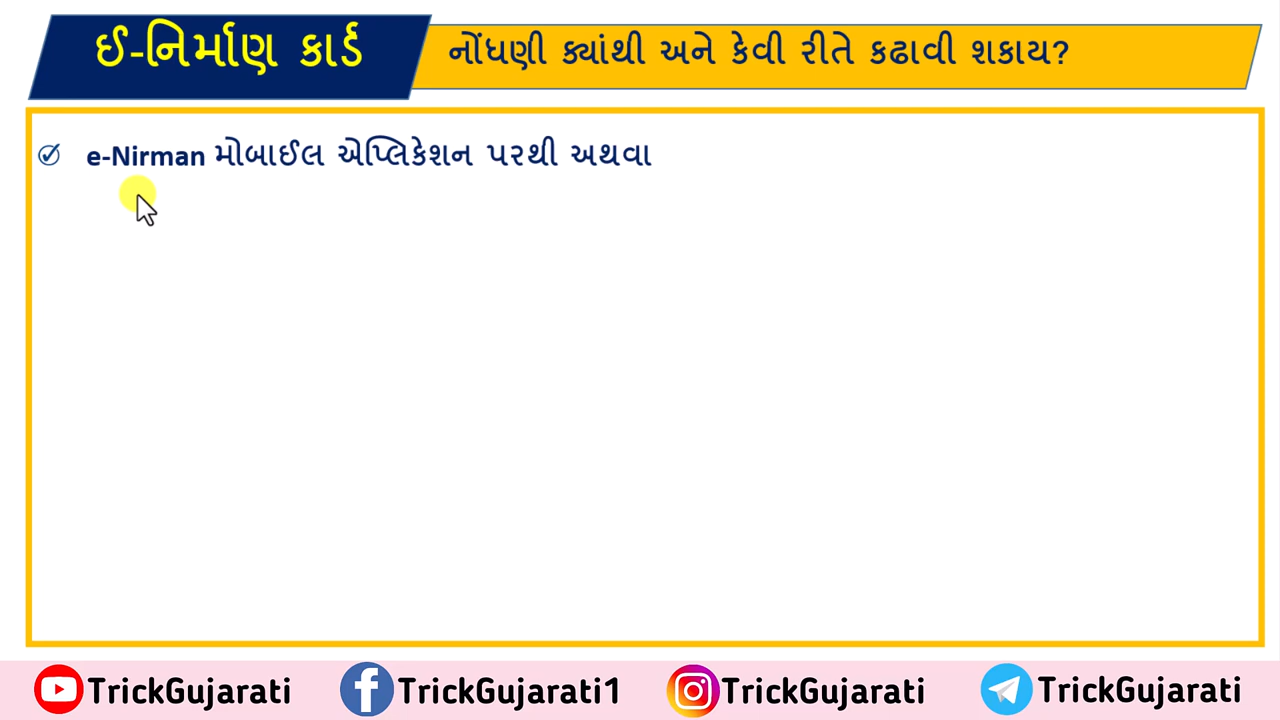 ઈ-નિર્માણ કાર્ડ
નોંધણી ક્યાંથી અને કેવી રીતે કઢાવી શકાય?
e-Nirman મોબાઈલ એપ્લિકેશન પરથી અથવા
TrickGujarati TrickGujarati1 TrickGujarati TrickGujarati